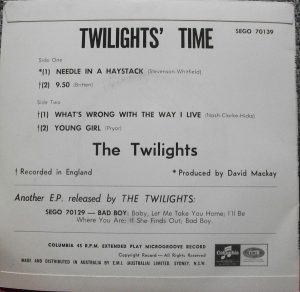 TWILIGHTS' TIME
SEGO 70139
Side One
*(1) NEEDLE IN A HAYSTACK (Stevenson-Whitfield)
†(2) 9.50 (Britten)
Side Two
†(1) WHAT'S WRONG WITH THE WAY I LIVE (Nash-Clarke-Hicks)
†(2) YOUNG GIRL (Pryor)
The Twilights
† Recorded in England
* Produced by David Mackay
Another E.P. released by THE TWILIGHTS:
SEGO 70129 — BAD BOY: Baby, Let Me Take You Home; I'll Be
Where You Are; If She Finds Out; Bad Boy.
COLUMBIA 45 R.P.M. EXTENDED PLAY MICROGROOVE RECORD
Copyright Record — All Rights Reserved
MADE AND DISTRIBUTED IN AUSTRALIA BY E.M.I. (AUSTRALIA) LIMITED SYDNEY, N.S.W.